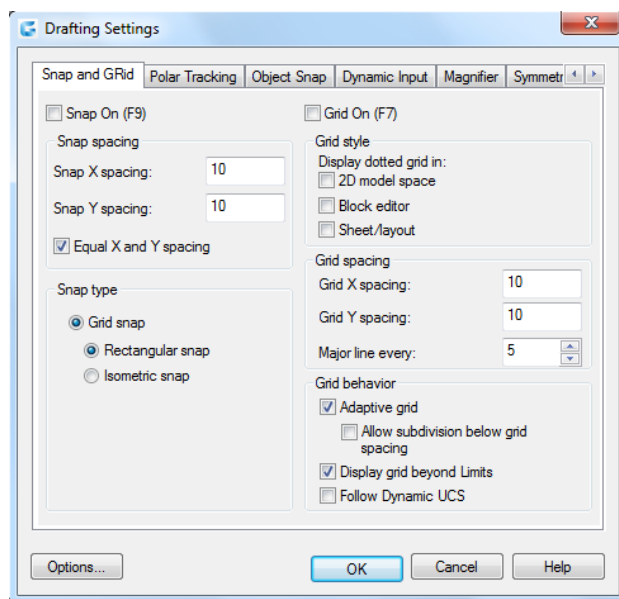 Drafting Settings
Snap and GRid Polar Tracking Object Snap Dynamic Input Magnifier Symmetr
Snap On (F9)
Snap spacing
Snap X spacing: 10
Snap Y spacing: 10
Equal X and Y spacing
Snap type
Grid snap
Rectangular snap
Isometric snap
Grid On (F7)
Grid style
Display dotted grid in:
2D model space
Block editor
Sheet/layout
Grid spacing
Grid X spacing: 10
Grid Y spacing: 10
Major line every: 5
Grid behavior
Adaptive grid
Allow subdivision below grid
spacing
Display grid beyond Limits
Follow Dynamic UCS
Options... OK Cancel Help